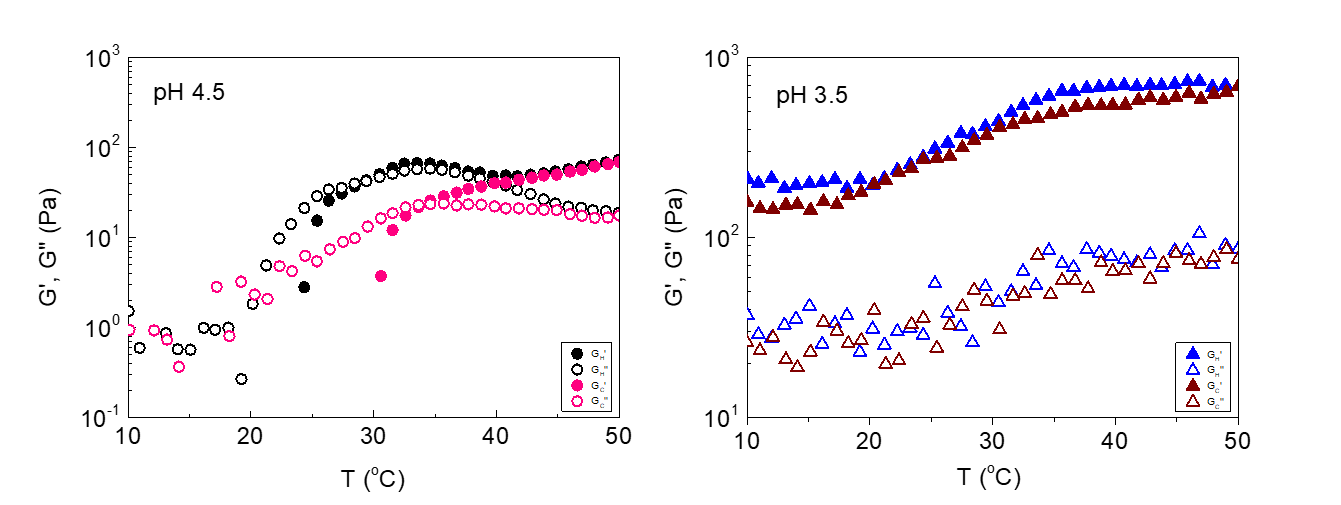 10³
10²
10¹
10⁰
10⁻¹
G', G" (Pa)
pH 4.5
10 20 30 40 50
T (°C)
10³
10²
10¹
G', G" (Pa)
pH 3.5
10 20 30 40 50
T (°C)